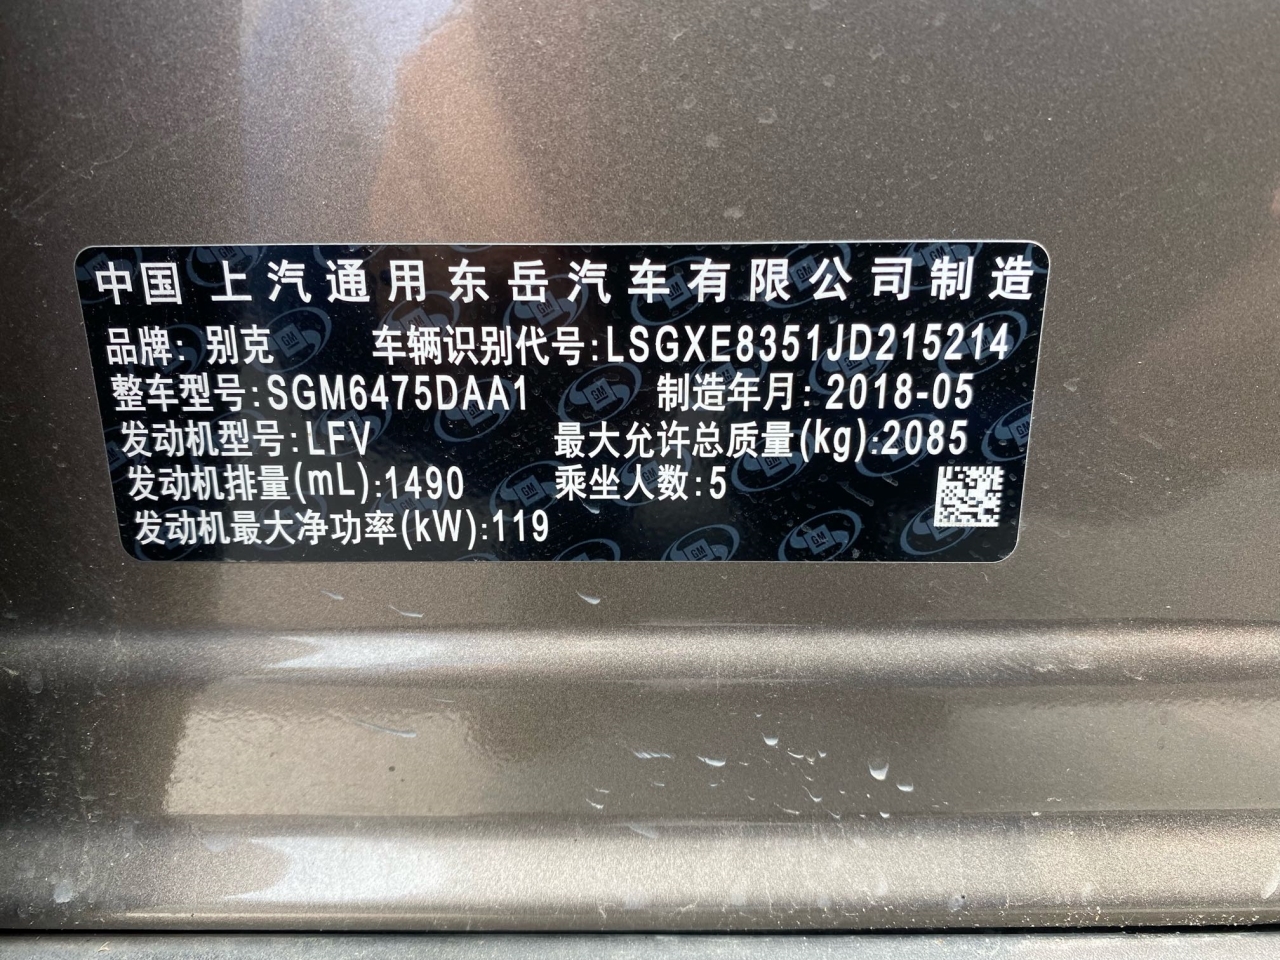 中国 上汽通用东岳汽车有限公司制造
品牌: 别克 车辆识别代号:LSGXE8351JD215214
整车型号:SGM6475DAA1 制造年月: 2018-05
发动机型号:LFV 最大允许总质量(kg):2085
发动机排量(mL):1490 乘坐人数:5
发动机最大净功率(kW):119
GM